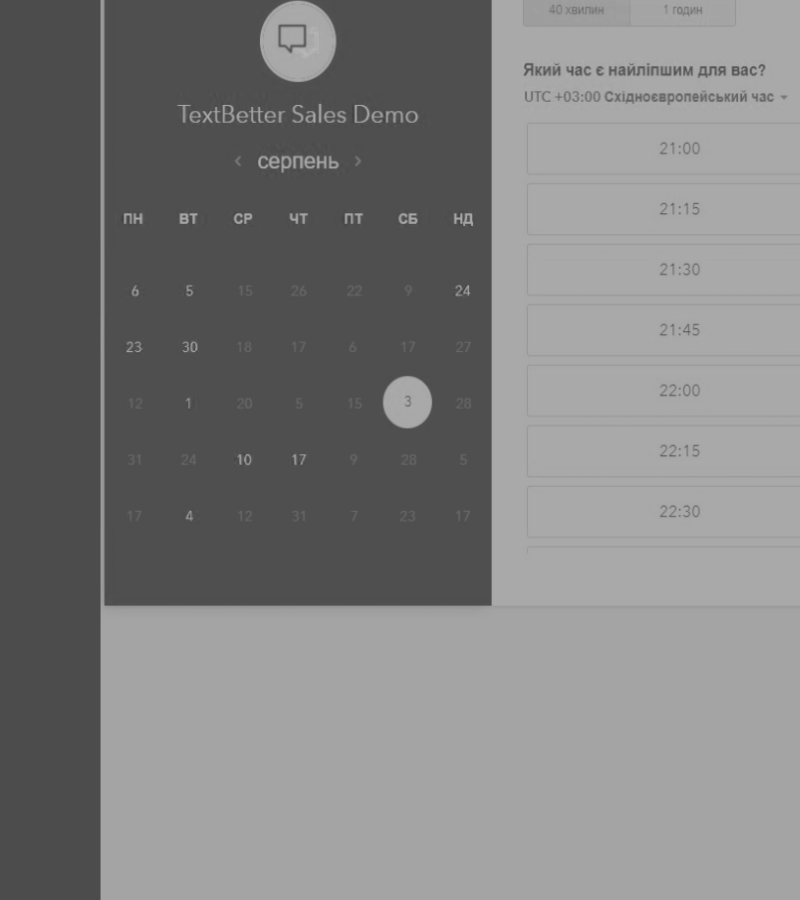 40 хвилин 1 годин
TextBetter Sales Demo
серпень
ПН ВТ СР ЧТ ПТ СБ НД
6 5 15 26 22 9 24
23 30 18 17 6 17 27
12 1 20 5 15 3 28
31 24 10 17 9 28 5
17 4 12 31 7 23 17
Який час є найліпшим для вас?
UTC +03:00 Східноєвропейський час
21:00
21:15
21:30
21:45
22:00
22:15
22:30